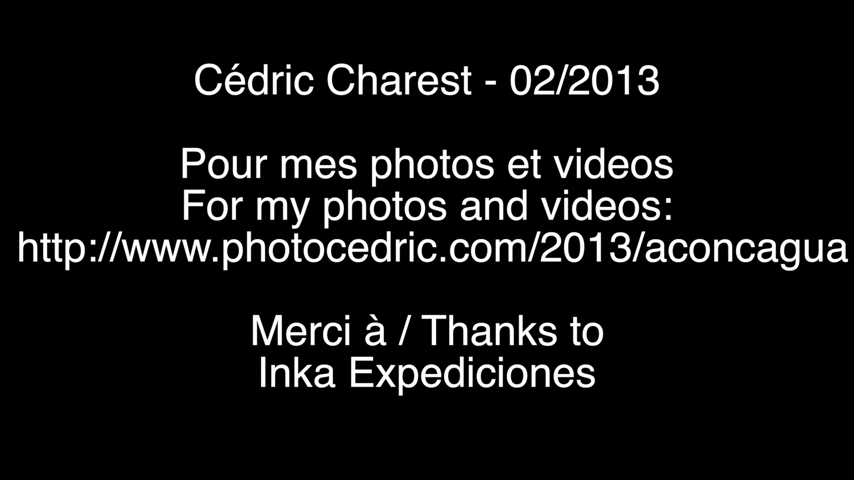 Cédric Charest - 02/2013
Pour mes photos et videos
For my photos and videos:
http://www.photocedric.com/2013/aconcagua
Merci à / Thanks to
Inka Expediciones